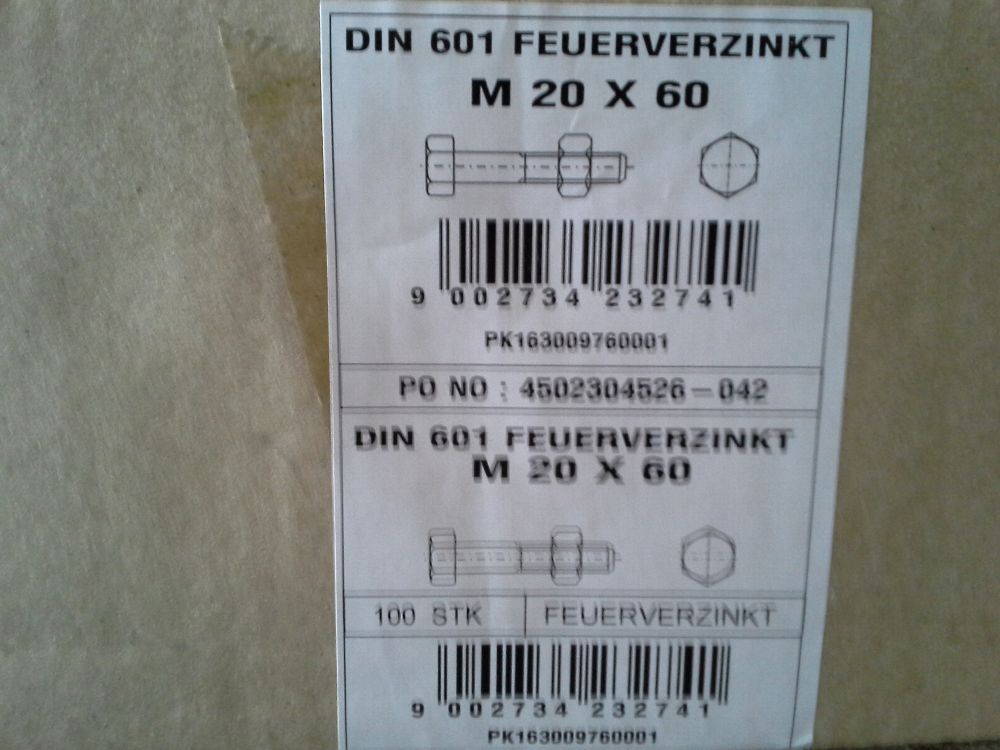 DIN 601 FEUERVERZINKT
M 20 X 60
9 002734 232741
PK163009760001
PO NO : 4502304526-042
DIN 601 FEUERVERZINKT
M 20 X 60
100 STK FEUERVERZINKT
9 002734 232741
PK163009760001